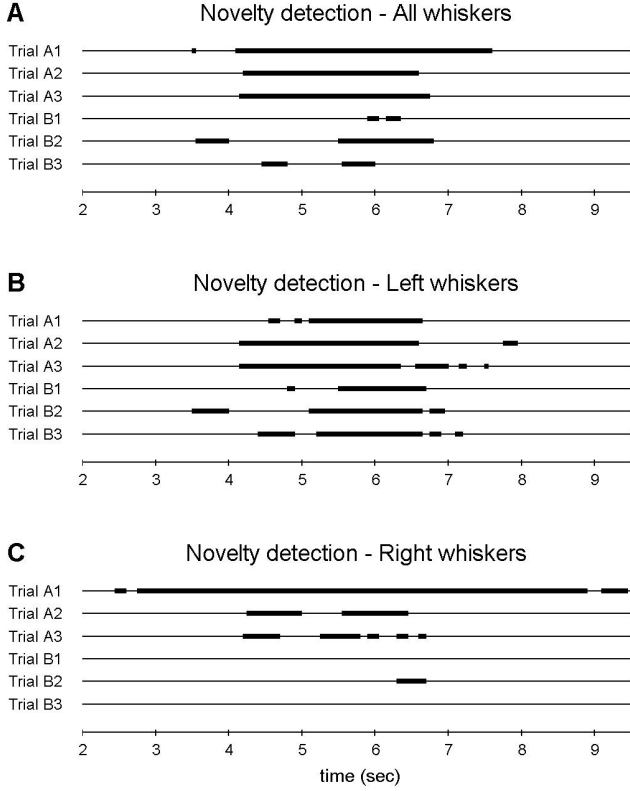 A
Novelty detection - All whiskers
Trial A1
Trial A2
Trial A3
Trial B1
Trial B2
Trial B3
2 3 4 5 6 7 8 9
B
Novelty detection - Left whiskers
Trial A1
Trial A2
Trial A3
Trial B1
Trial B2
Trial B3
2 3 4 5 6 7 8 9
C
Novelty detection - Right whiskers
Trial A1
Trial A2
Trial A3
Trial B1
Trial B2
Trial B3
2 3 4 5 6 7 8 9
time (sec)